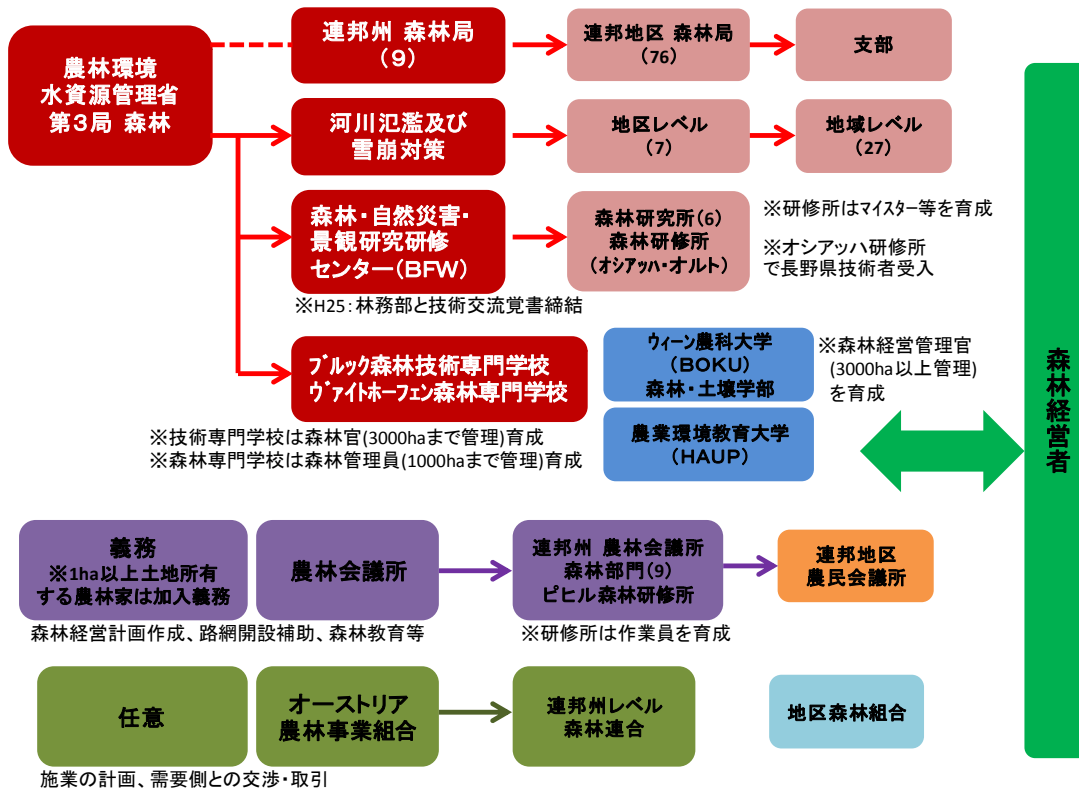 農林環境
水資源管理省
第3局 森林
連邦州 森林局
(9)
連邦地区 森林局
(76)
支部
河川氾濫及び
雪崩対策
地区レベル
(7)
地域レベル
(27)
森林・自然災害・
景観研究研修
センター(BFW)
森林研究所(6)
森林研修所
(オシアッハ・オルト)
※研修所はマイスター等を育成
※オシアッハ研修所
で長野県技術者受入
※H25:林務部と技術交流覚書締結
ブルック森林技術専門学校
ヴァイトホーフェン森林専門学校
ウィーン農科大学
(BOKU)
森林・土壌学部
※森林経営管理官
(3000ha以上管理)
を育成
農業環境教育大学
(HAUP)
※技術専門学校は森林官(3000haまで管理)育成
※森林専門学校は森林管理員(1000haまで管理)育成
森林経営者
義務
※1ha以上土地所有
する農林家は加入義務
農林会議所
連邦州 農林会議所
森林部門(9)
ピヒル森林研修所
連邦地区
農民会議所
森林経営計画作成、路網開設補助、森林教育等
※研修所は作業員を育成
任意
オーストリア
農林事業組合
連邦州レベル
森林連合
地区森林組合
施業の計画、需要側との交渉・取引